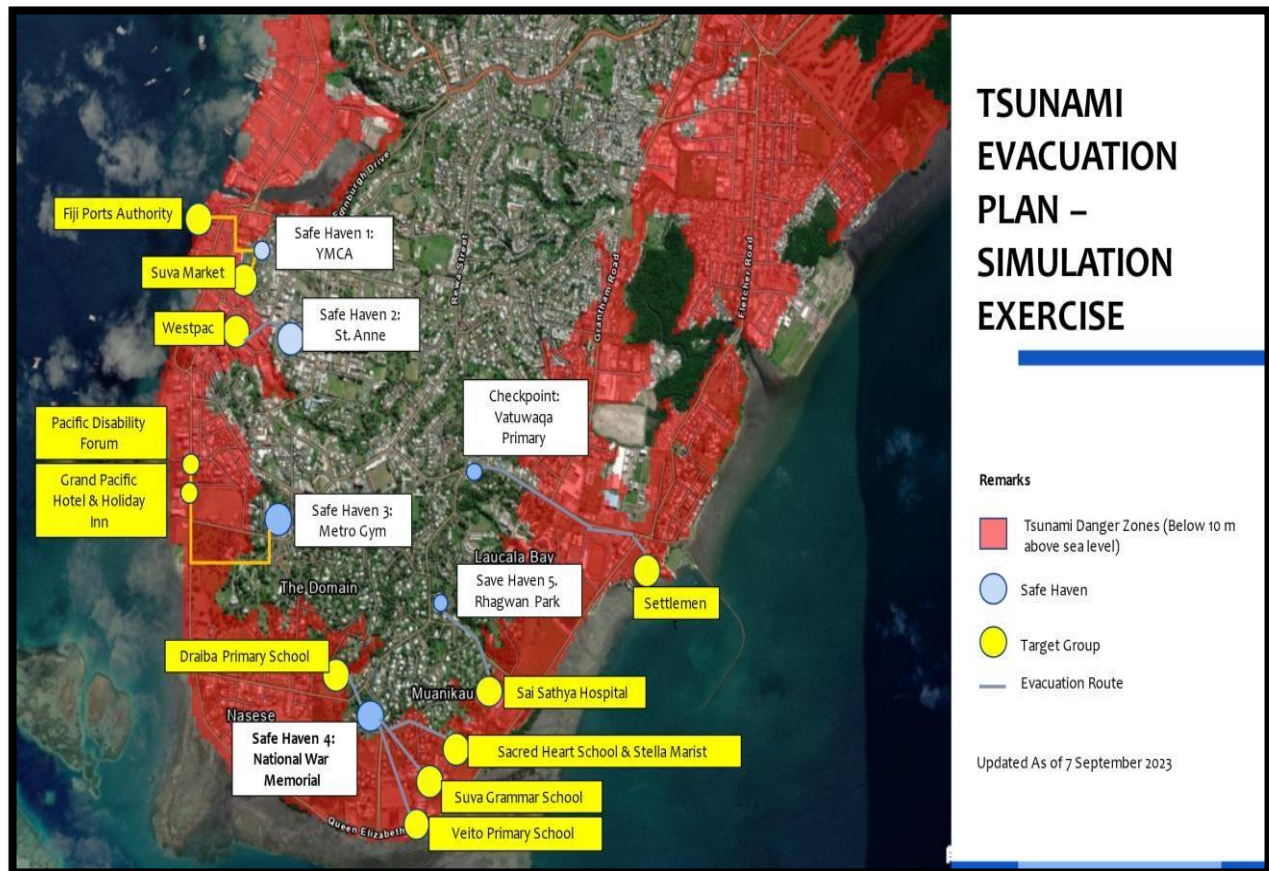 TSUNAMI
EVACUATION
PLAN –
SIMULATION
EXERCISE
Remarks
Tsunami Danger Zones (Below 10 m
above sea level)
Safe Haven
Target Group
Evacuation Route
Updated As of 7 September 2023
Fiji Ports Authority
Suva Market
Westpac
Safe Haven 1:
YMCA
Safe Haven 2:
St. Anne
Pacific Disability
Forum
Grand Pacific
Hotel & Holiday
Inn
Safe Haven 3:
Metro Gym
Checkpoint:
Vatuwaqa
Primary
Save Haven 5.
Rhagwan Park
Settlemen
Draiba Primary School
Sai Sathya Hospital
Safe Haven 4:
National War
Memorial
Sacred Heart School & Stella Marist
Suva Grammar School
Veito Primary School
Drive
Rewa Street
Grantham Road
Fletcher Road
Laucala Bay
The Domain
Muanikau
Nasese
Queen Elizabeth